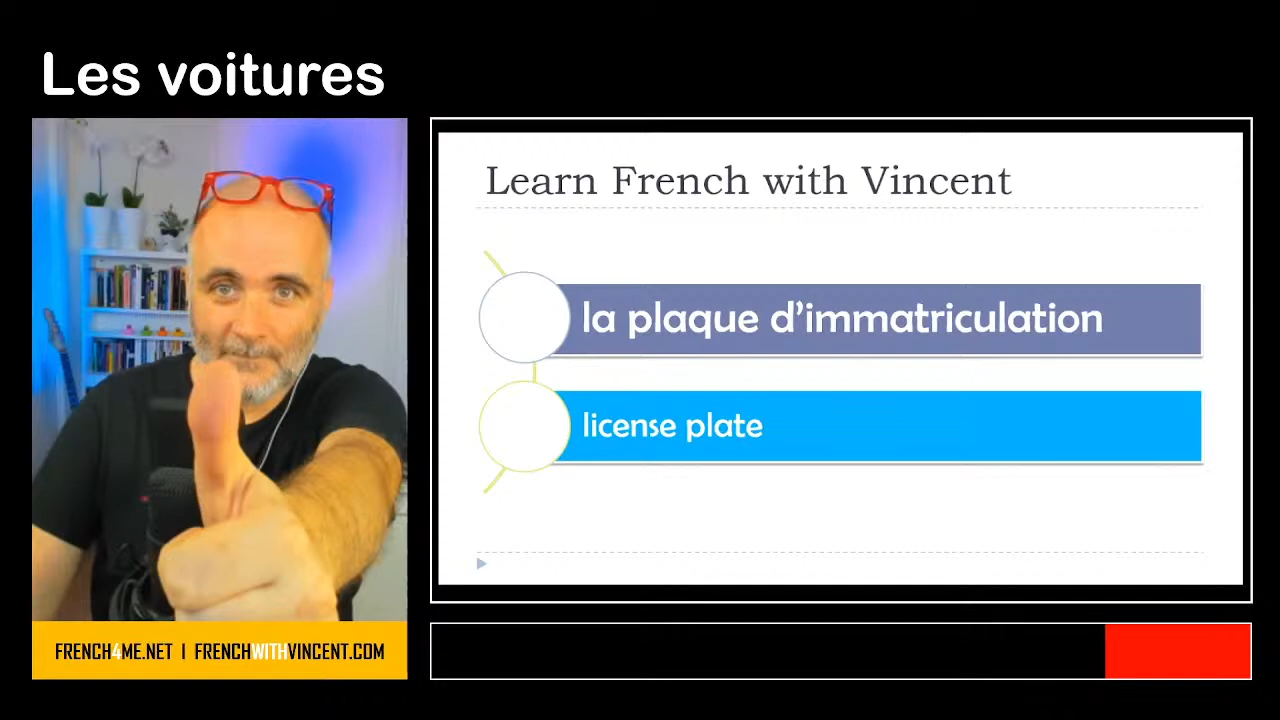 Les voitures
Learn French with Vincent
la plaque d'immatriculation
license plate
FRENCH4ME.NET I FRENCHWITHVINCENT.COM